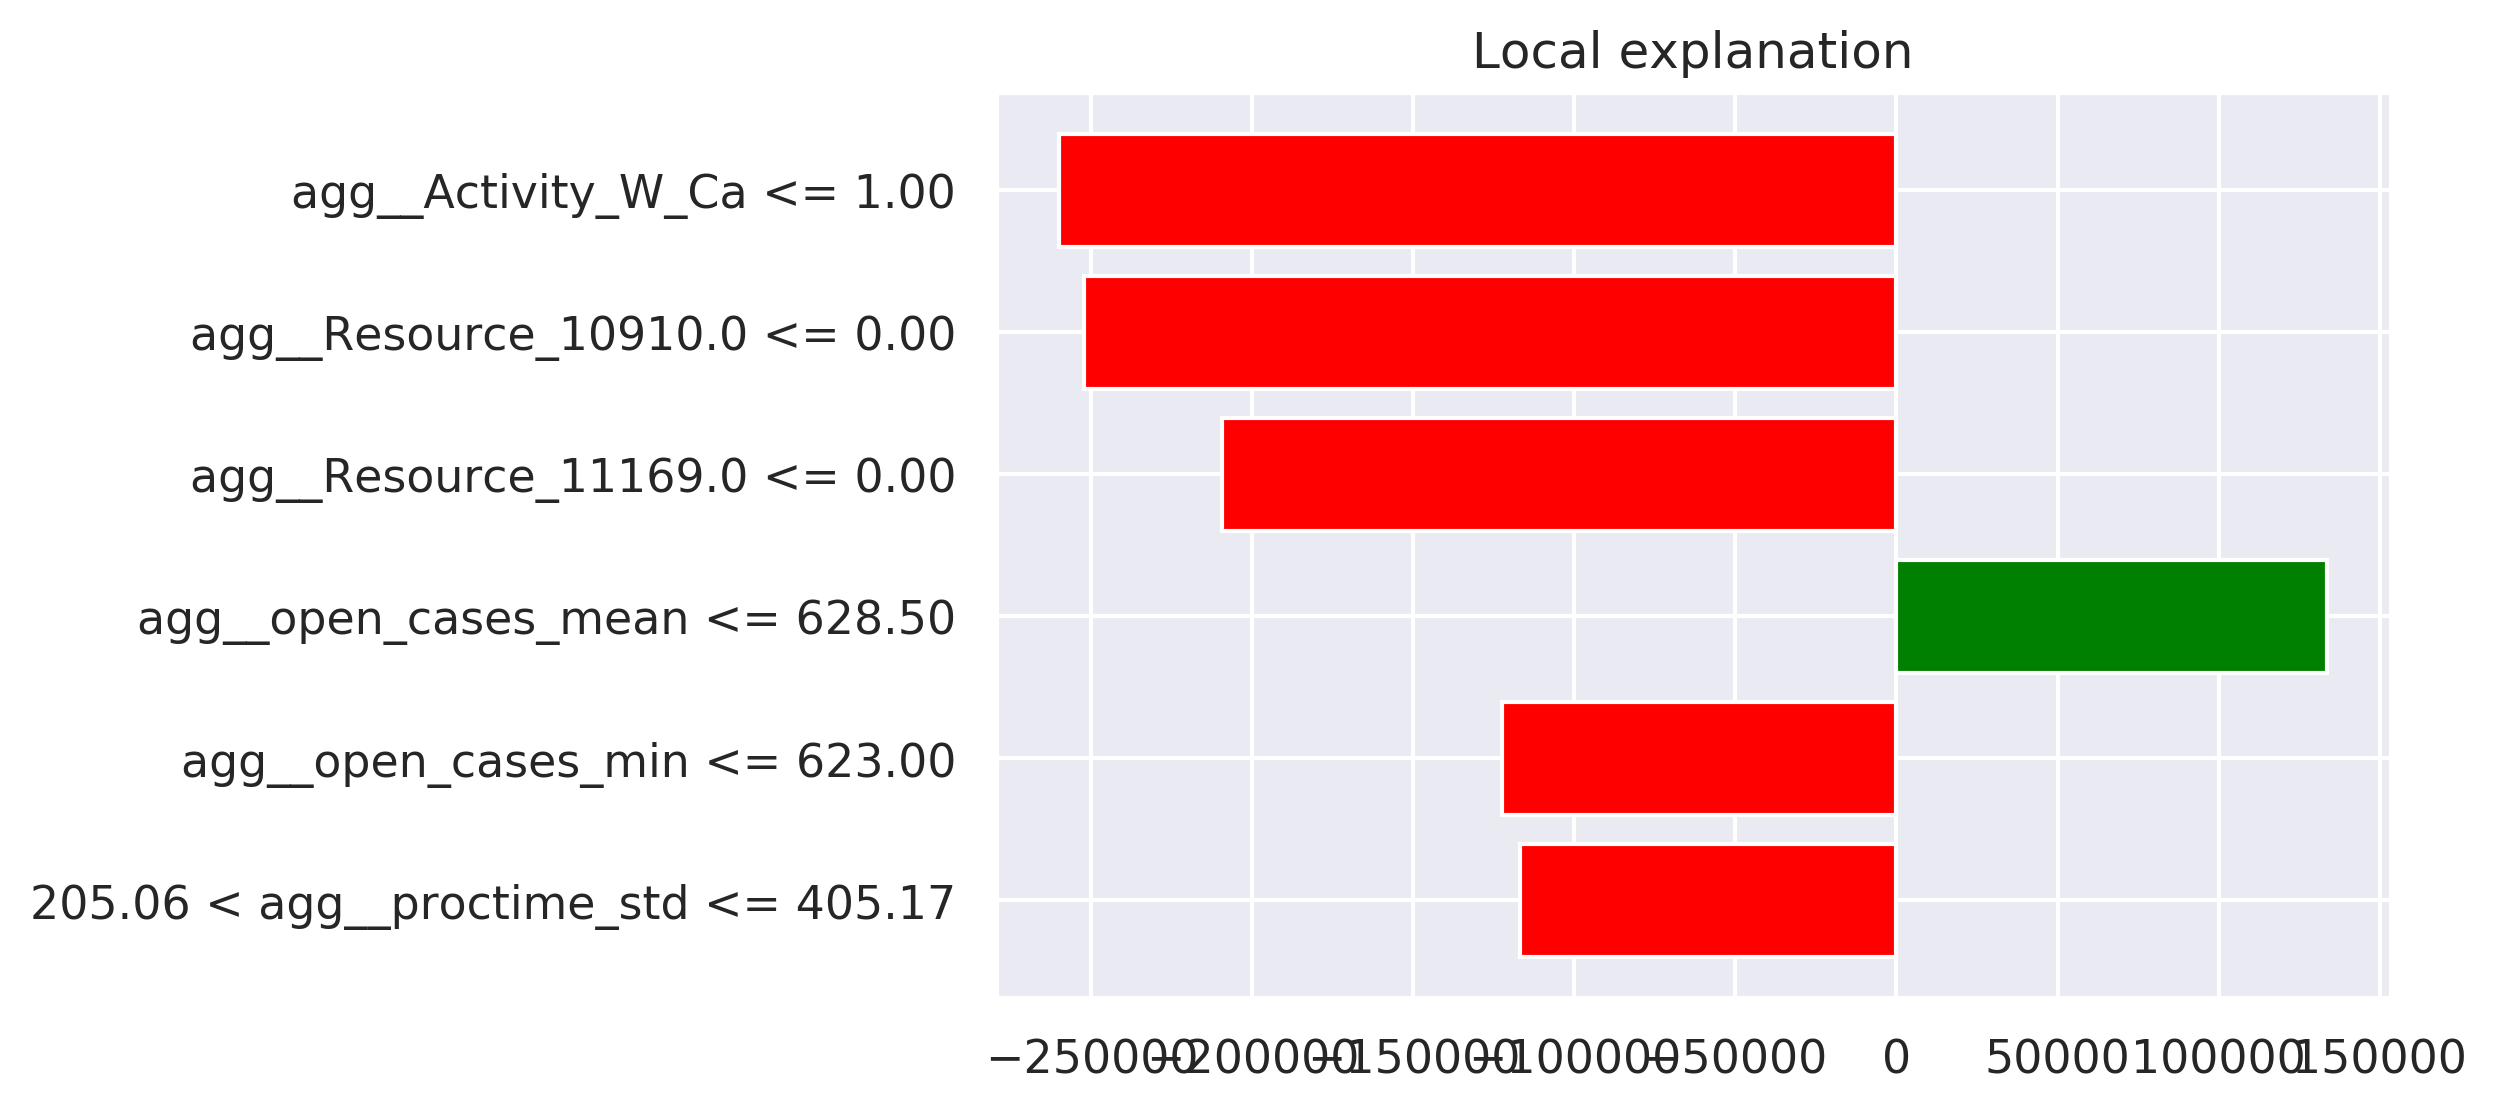 Local explanation
agg__Activity_W_Ca <= 1.00
agg__Resource_10910.0 <= 0.00
agg__Resource_11169.0 <= 0.00
agg__open_cases_mean <= 628.50
agg__open_cases_min <= 623.00
205.06 < agg__proctime_std <= 405.17
−250000 −200000 −150000 −100000 −50000 0 50000 100000 150000